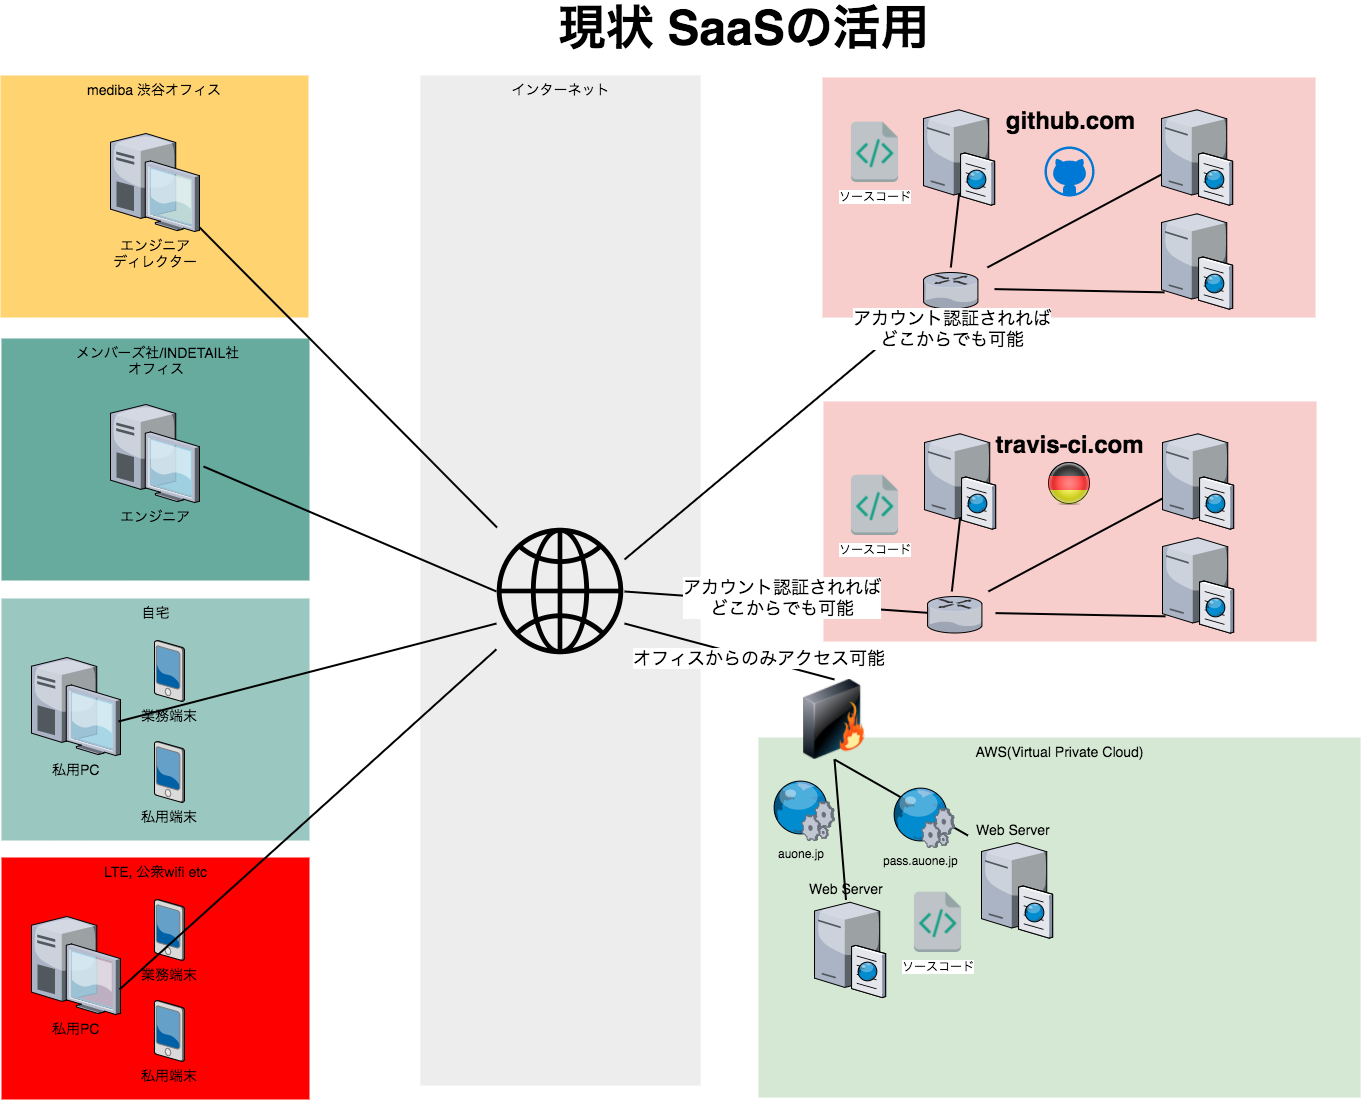 現状 SaaSの活用
mediba 渋谷オフィス
エンジニア
ディレクター
メンバーズ社/INDETAIL社
オフィス
エンジニア
自宅
業務端末
私用PC
私用端末
LTE, 公衆wifi etc
業務端末
私用PC
私用端末
インターネット
github.com
ソースコード
アカウント認証されれば
どこからでも可能
travis-ci.com
ソースコード
アカウント認証されれば
どこからでも可能
オフィスからのみアクセス可能
AWS(Virtual Private Cloud)
auone.jp
pass.auone.jp
Web Server
Web Server
ソースコード